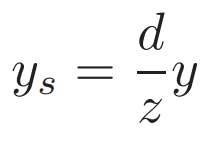 y_s = \frac{d}{z} y